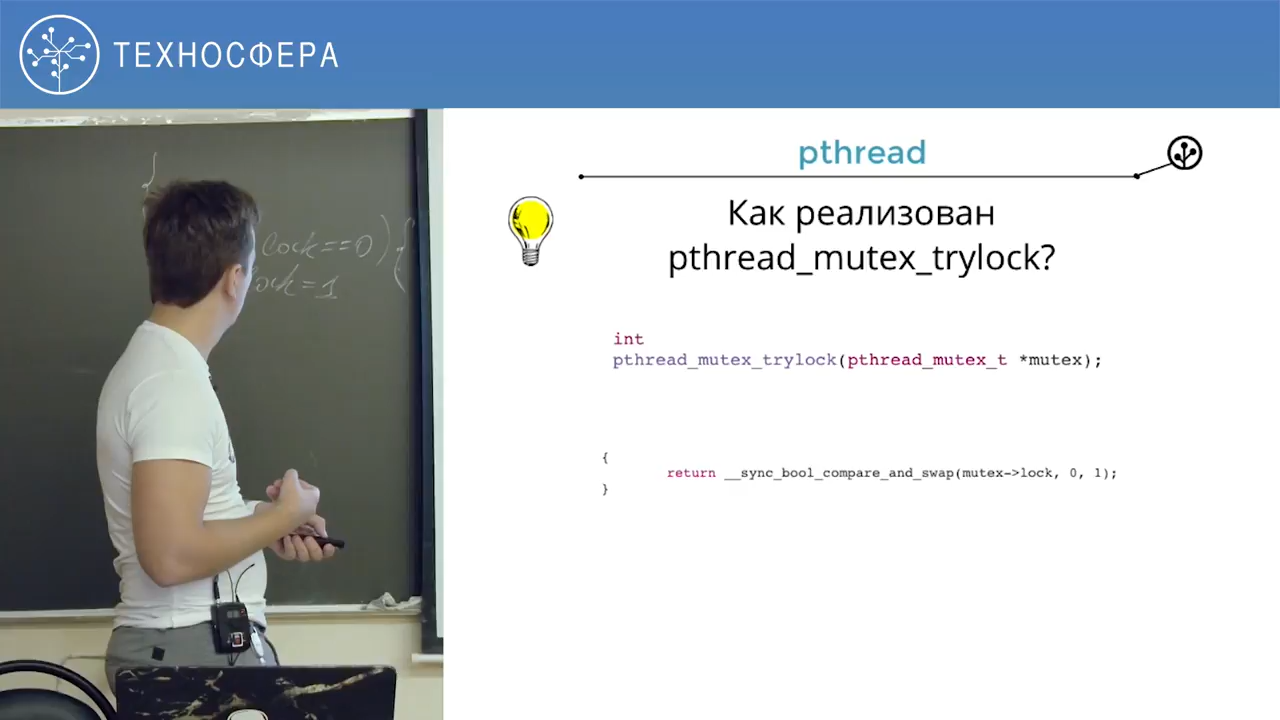 ТЕХНОСФЕРА
{
lock==0){
lock=1
pthread
Как реализован
pthread_mutex_trylock?
int
pthread_mutex_trylock(pthread_mutex_t *mutex);
{
return __sync_bool_compare_and_swap(mutex->lock, 0, 1);
}